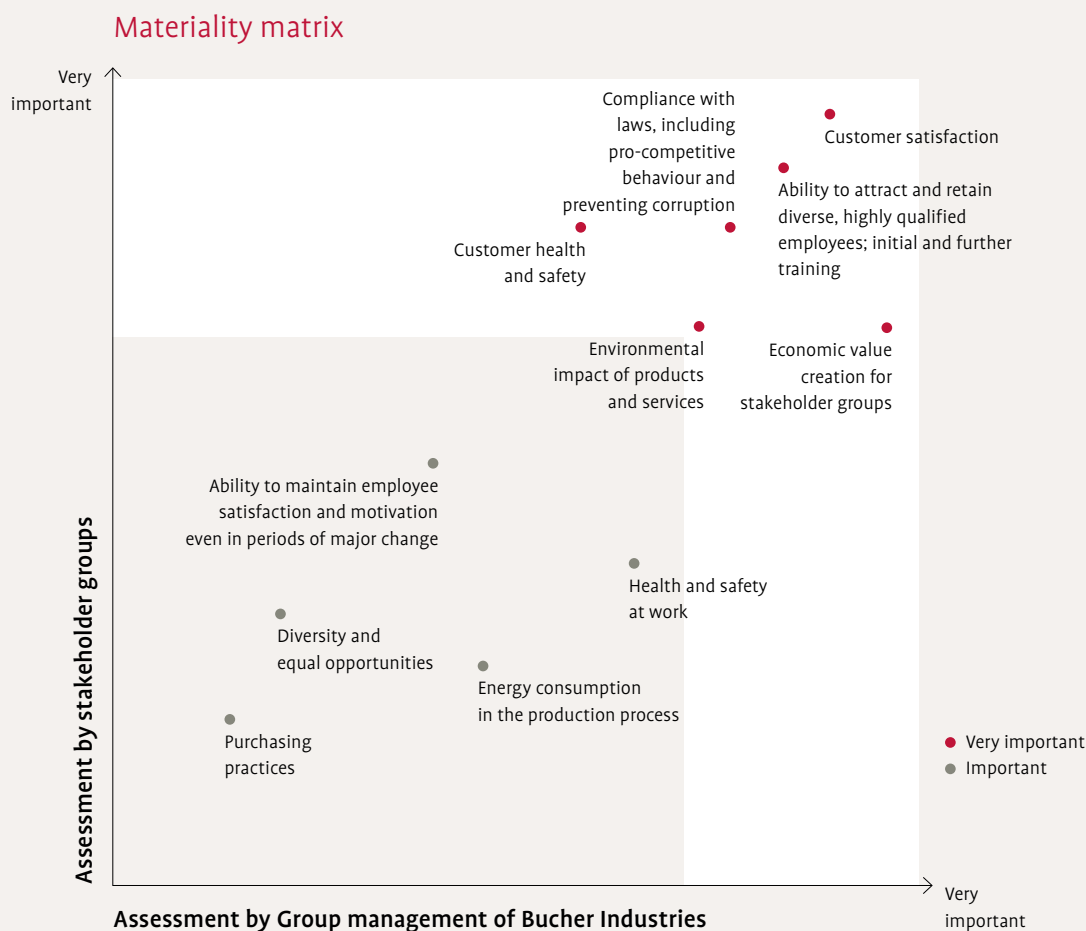 Materiality matrix
Very
important
Compliance with
laws, including
pro-competitive
behaviour and
preventing corruption
Customer satisfaction
Ability to attract and retain
diverse, highly qualified
employees; initial and further
training
Customer health
and safety
Environmental
impact of products
and services
Economic value
creation for
stakeholder groups
Ability to maintain employee
satisfaction and motivation
even in periods of major change
Health and safety
at work
Diversity and
equal opportunities
Energy consumption
in the production process
Purchasing
practices
Very important
Important
Assessment by stakeholder groups
Very
important
Assessment by Group management of Bucher Industries